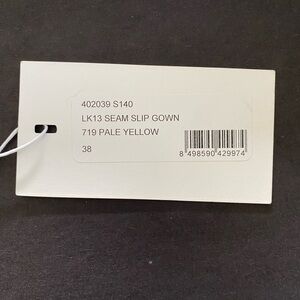 402039 S140
LK13 SEAM SLIP GOWN
719 PALE YELLOW
38
8 498590 429974